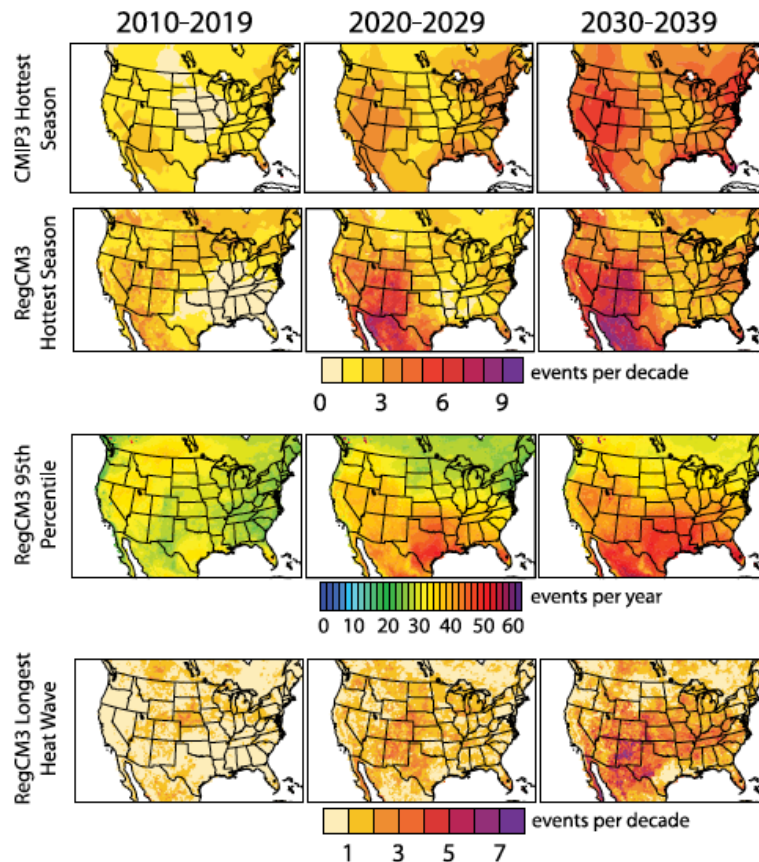 2010-2019 2020-2029 2030-2039
CMIP3 Hottest
Season
RegCM3
Hottest Season
events per decade
0 3 6 9
RegCM3 95th
Percentile
events per year
0 10 20 30 40 50 60
RegCM3 Longest
Heat Wave
events per decade
1 3 5 7